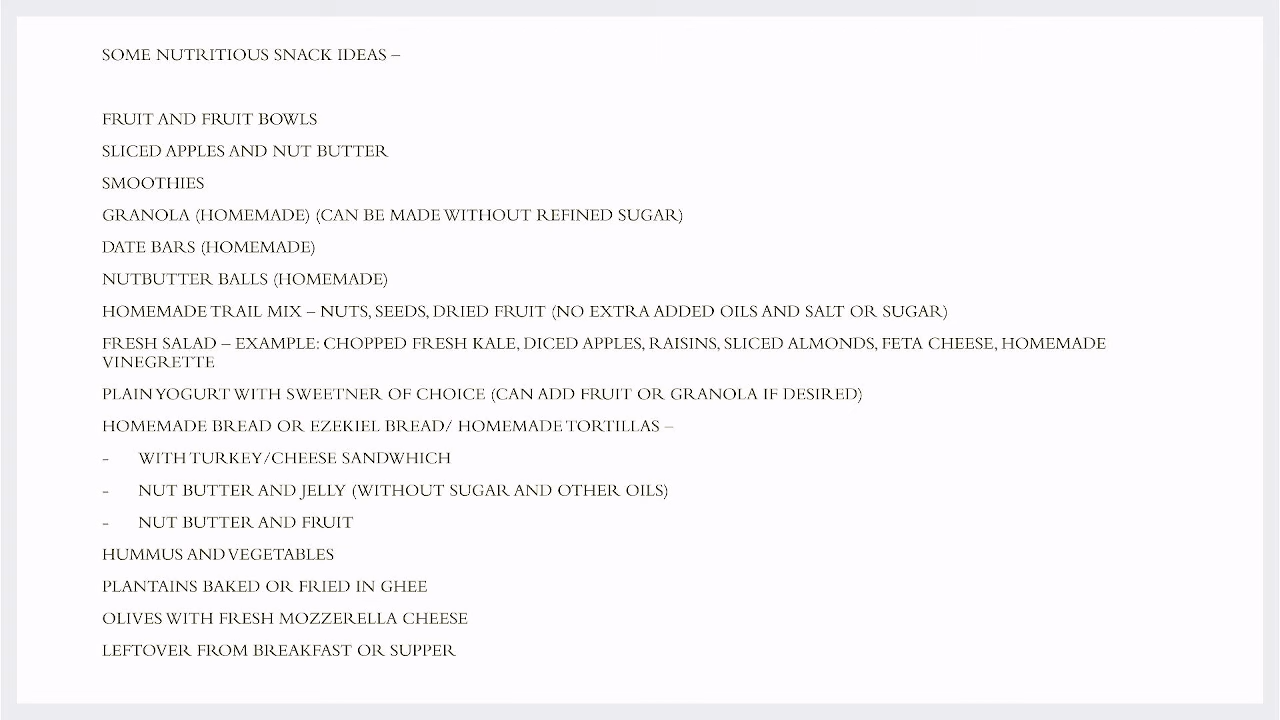 SOME NUTRITIOUS SNACK IDEAS –
FRUIT AND FRUIT BOWLS
SLICED APPLES AND NUT BUTTER
SMOOTHIES
GRANOLA (HOMEMADE) (CAN BE MADE WITHOUT REFINED SUGAR)
DATE BARS (HOMEMADE)
NUTBUTTER BALLS (HOMEMADE)
HOMEMADE TRAIL MIX – NUTS, SEEDS, DRIED FRUIT (NO EXTRA ADDED OILS AND SALT OR SUGAR)
FRESH SALAD – EXAMPLE: CHOPPED FRESH KALE, DICED APPLES, RAISINS, SLICED ALMONDS, FETA CHEESE, HOMEMADE
VINEGRETTE
PLAIN YOGURT WITH SWEETNER OF CHOICE (CAN ADD FRUIT OR GRANOLA IF DESIRED)
HOMEMADE BREAD OR EZEKIEL BREAD/ HOMEMADE TORTILLAS –
- WITH TURKEY/CHEESE SANDWHICH
- NUT BUTTER AND JELLY (WITHOUT SUGAR AND OTHER OILS)
- NUT BUTTER AND FRUIT
HUMMUS AND VEGETABLES
PLANTAINS BAKED OR FRIED IN GHEE
OLIVES WITH FRESH MOZZERELLA CHEESE
LEFTOVER FROM BREAKFAST OR SUPPER